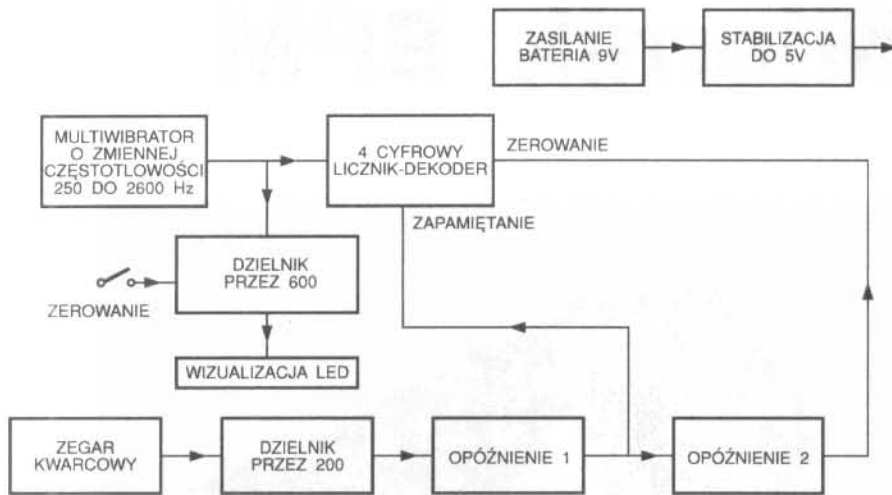 ZASILANIE
BATERIA 9V
STABILIZACJA
DO 5V
MULTIWIBRATOR
O ZMIENNEJ
CZĘSTOTLOWOŚCI
250 DO 2600 Hz
4 CYFROWY
LICZNIK-DEKODER
ZEROWANIE
ZAPAMIĘTANIE
DZIELNIK
PRZEZ 600
ZEROWANIE
WIZUALIZACJA LED
ZEGAR
KWARCOWY
DZIELNIK
PRZEZ 200
OPÓŹNIENIE 1
OPÓŹNIENIE 2